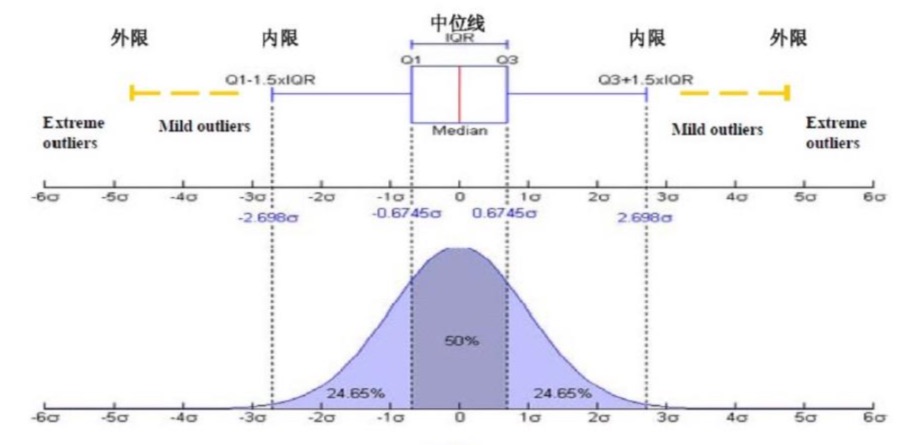 中位线
外限 内限 IQR 内限 外限
Q1 Q3
Q1-1.5xIQR Q3+1.5xIQR
Extreme outliers Mild outliers Median Mild outliers Extreme outliers
-6σ -5σ -4σ -3σ -2σ -1σ 0 1σ 2σ 3σ 4σ 5σ 6σ
-2.698σ -0.6745σ 0.6745σ 2.698σ
50%
24.65% 24.65%
-6σ -5σ -4σ -3σ -2σ -1σ 0 1σ 2σ 3σ 4σ 5σ 6σ